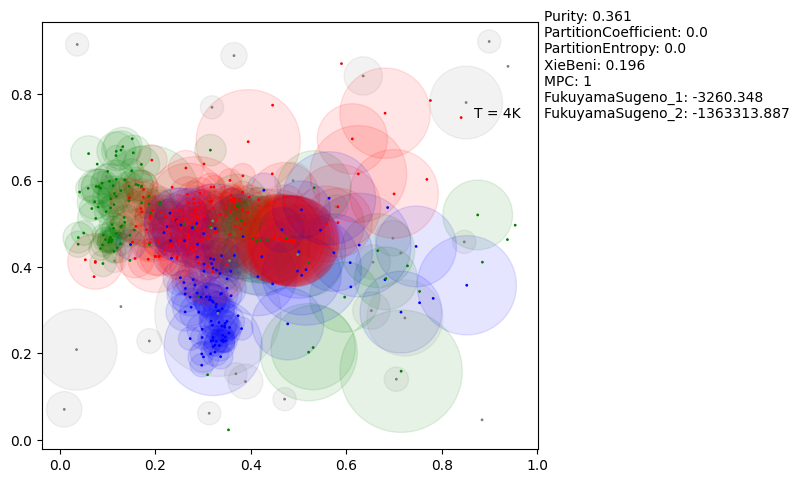 Purity: 0.361
PartitionCoefficient: 0.0
PartitionEntropy: 0.0
XieBeni: 0.196
MPC: 1
FukuyamaSugeno_1: -3260.348
FukuyamaSugeno_2: -1363313.887
T = 4K
0.8
0.6
0.4
0.2
0.0
0.0 0.2 0.4 0.6 0.8 1.0